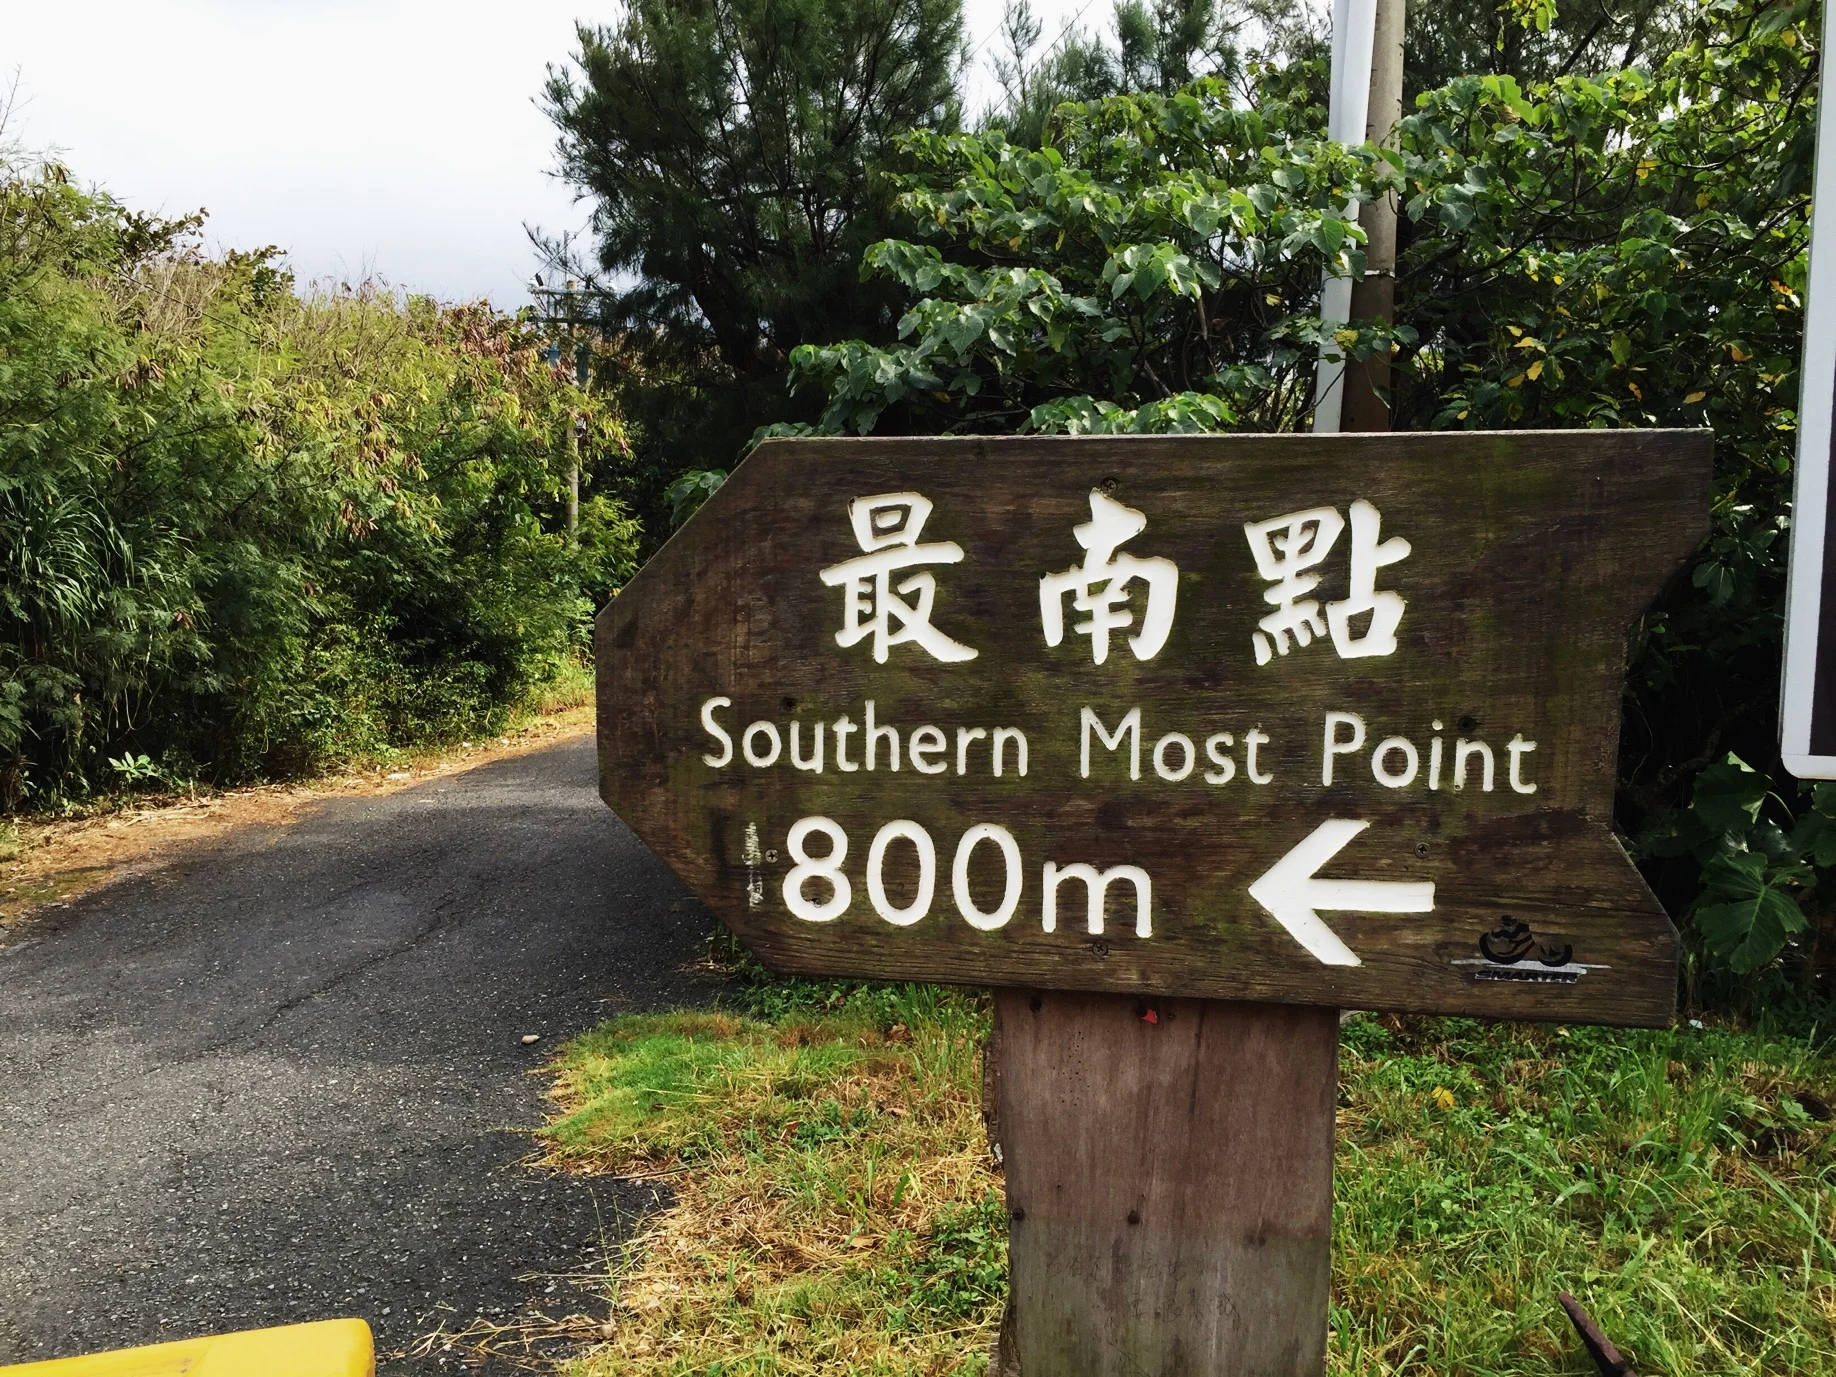 最南點
Southern Most Point
800m